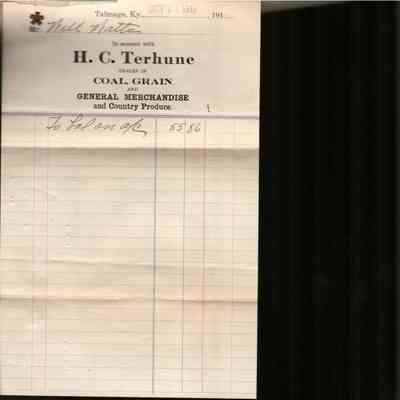 Talmage, Ky. 191
Will Watts
In account with
H. C. Terhune
DEALER IN
COAL, GRAIN
AND
GENERAL MERCHANDISE
and Country Produce.
To bal on a/c 55 86